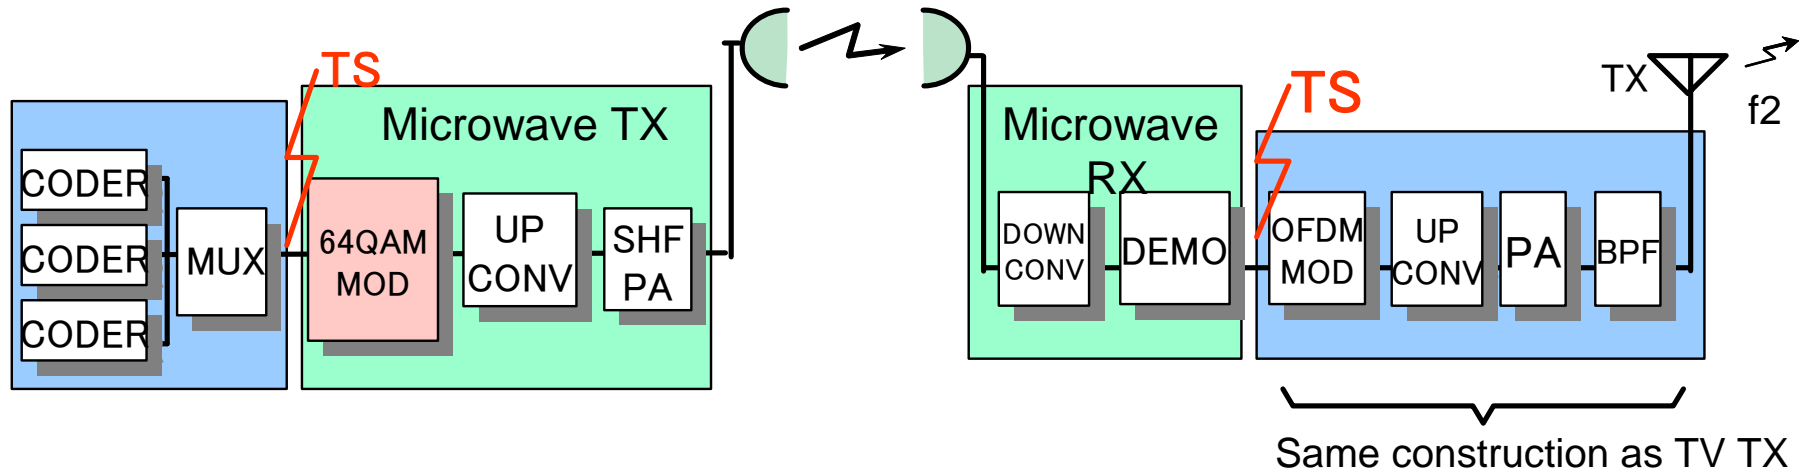 TS
Microwave TX
CODER
CODER
CODER
MUX
64QAM
MOD
UP
CONV
SHF
PA
Microwave
RX
DOWN
CONV
DEMO
TS
OFDM
MOD
UP
CONV
PA
BPF
TX
f2
Same construction as TV TX